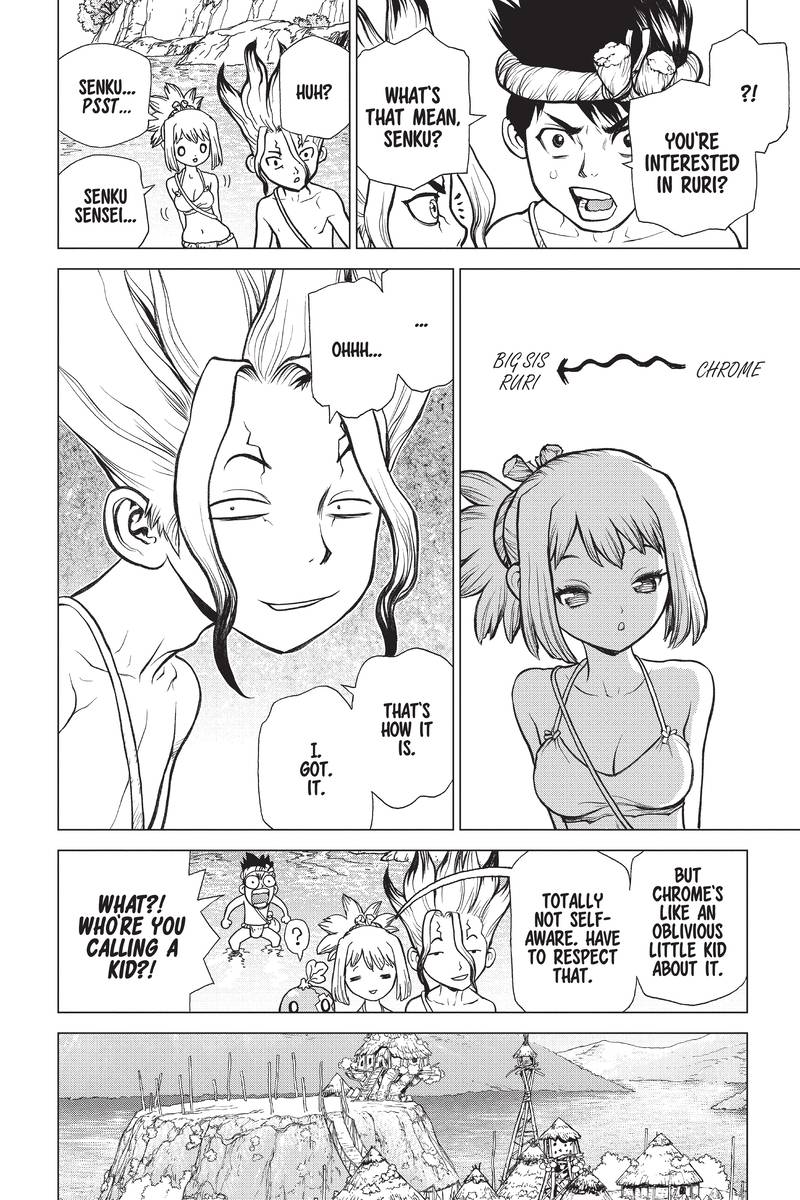 ?!
YOU'RE
INTERESTED
IN RURI?
WHAT'S
THAT MEAN,
SENKU?
HUH?
SENKU...
PSST...
SENKU
SENSEI...
CHROME
BIG SIS
RURI
...
OHHH...
THAT'S
HOW IT
IS.
I.
GOT.
IT.
BUT
CHROME'S
LIKE AN
OBLIVIOUS
LITTLE KID
ABOUT IT.
TOTALLY
NOT SELF-
AWARE. HAVE
TO RESPECT
THAT.
?
WHAT?!
WHO'RE YOU
CALLING A
KID?!